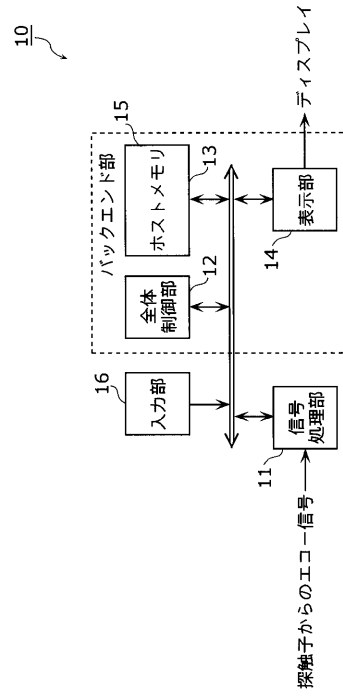 10
バックエンド部
15
ホストメモリ
13
12
全体
制御部
16
入力部
11
信号
処理部
14
表示部
ディスプレイ
探触子からのエコー信号